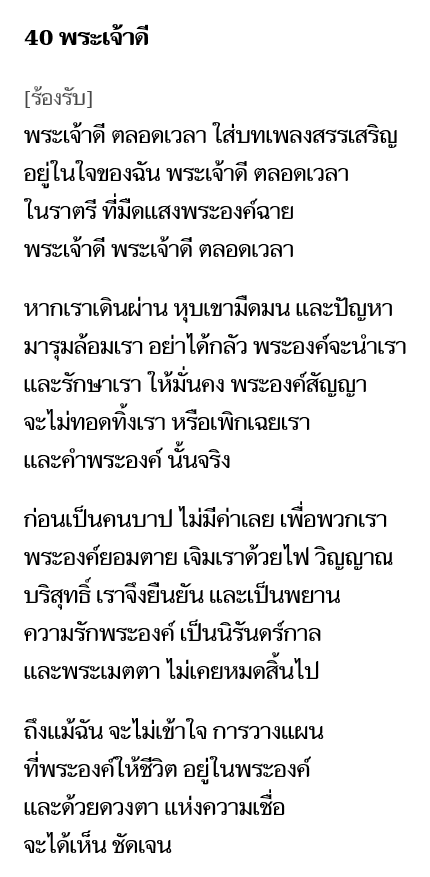 40 พระเจ้าดี
[ร้องรับ]
พระเจ้าดี ตลอดเวลา ใส่บทเพลงสรรเสริญ
อยู่ในใจของฉัน พระเจ้าดี ตลอดเวลา
ในราตรี ที่มืดแสงพระองค์ฉาย
พระเจ้าดี พระเจ้าดี ตลอดเวลา
หากเราเดินผ่าน หุบเขามืดมน และปัญหา
มารุมล้อมเรา อย่าได้กลัว พระองค์จะนำเรา
และรักษาเรา ให้มั่นคง พระองค์สัญญา
จะไม่ทอดทิ้งเรา หรือเพิกเฉยเรา
และคำพระองค์ นั้นจริง
ก่อนเป็นคนบาป ไม่มีค่าเลย เพื่อพวกเรา
พระองค์ยอมตาย เจิมเราด้วยไฟ วิญญาณ
บริสุทธิ์ เราจึงยืนยัน และเป็นพยาน
ความรักพระองค์ เป็นนิรันดร์กาล
และพระเมตตา ไม่เคยหมดสิ้นไป
ถึงแม้ฉัน จะไม่เข้าใจ การวางแผน
ที่พระองค์ให้ชีวิต อยู่ในพระองค์
และด้วยดวงตา แห่งความเชื่อ
จะได้เห็น ชัดเจน